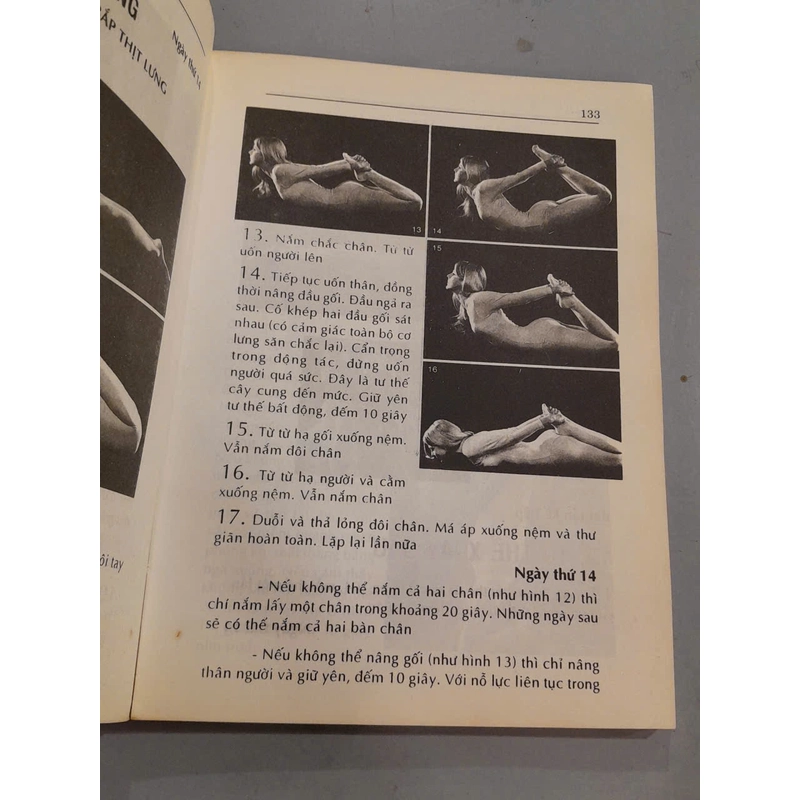 NG
BẮP THỊT LƯNG
Ngày thứ 14
ôi tay
133
13
14
15
16
13. Nắm chắc chân. Từ từ
uốn người lên
14. Tiếp tục uốn thân, đồng
thời nâng đầu gối. Đầu ngả ra
sau. Cố khép hai đầu gối sát
nhau (có cảm giác toàn bộ cơ
lưng săn chắc lại). Cẩn trọng
trong động tác, đừng uốn
người quá sức. Đây là tư thế
cây cung đến mức. Giữ yên
tư thế bất động, đếm 10 giây
15. Từ từ hạ gối xuống nệm.
Vẫn nắm đôi chân
16. Từ từ hạ người và cằm
xuống nệm. Vẫn nắm chân
17. Duỗi và thả lỏng đôi chân. Má áp xuống nệm và thư
giãn hoàn toàn. Lặp lại lần nữa
Ngày thứ 14
- Nếu không thể nắm cả hai chân (như hình 12) thì
chỉ nắm lấy một chân trong khoảng 20 giây. Những ngày sau
sẽ có thể nắm cả hai bàn chân
- Nếu không thể nâng gối (như hình 13) thì chỉ nâng
thân người và giữ yên, đếm 10 giây. Với nỗ lực liên tục trong